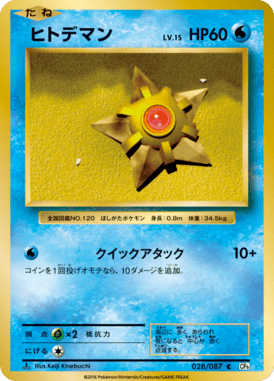 たね
ヒトデマン LV.15 HP60
全国図鑑NO.120 ほしがたポケモン 身長:0.8m 体重:34.5kg
クイックアタック 10+
コインを1回投げオモテなら、10ダメージを追加。
弱点 ×2 抵抗力
にげる
Illus.Keiji Kinebuchi
028/087 C CP6
©2016 Pokémon/Nintendo/Creatures/GAME FREAK.